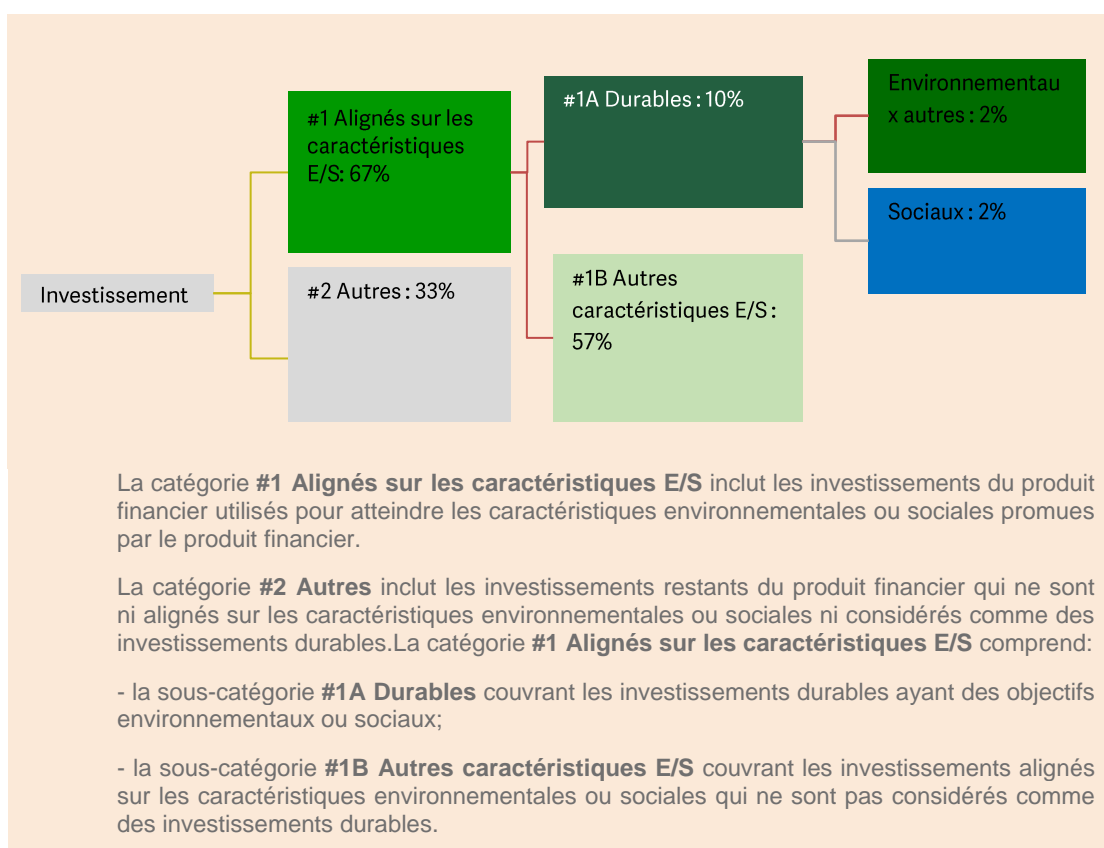 #1 Alignés sur les
caractéristiques
E/S: 67%
#1A Durables : 10%
Environnementau
x autres : 2%
Sociaux : 2%
Investissement
#2 Autres : 33%
#1B Autres
caractéristiques E/S :
57%
La catégorie #1 Alignés sur les caractéristiques E/S inclut les investissements du produit
financier utilisés pour atteindre les caractéristiques environnementales ou sociales promues
par le produit financier.
La catégorie #2 Autres inclut les investissements restants du produit financier qui ne sont
ni alignés sur les caractéristiques environnementales ou sociales ni considérés comme des
investissements durables.La catégorie #1 Alignés sur les caractéristiques E/S comprend:
- la sous-catégorie #1A Durables couvrant les investissements durables ayant des objectifs
environnementaux ou sociaux;
- la sous-catégorie #1B Autres caractéristiques E/S couvrant les investissements alignés
sur les caractéristiques environnementales ou sociales qui ne sont pas considérés comme
des investissements durables.